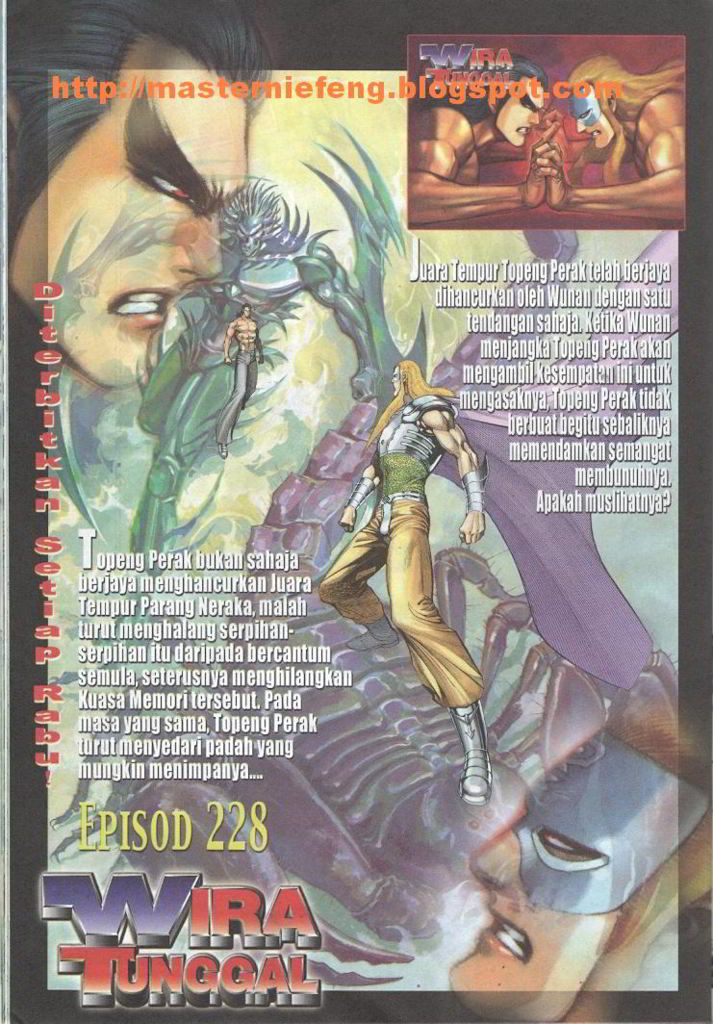 WIRA
TUNGGAL
http://masterniefeng.blogspot.com
Juara Tempur Topeng Perak telah berjaya
dihancurkan oleh Wunan dengan satu
tendangan sahaja. Ketika Wunan
menjangka Topeng Perak akan
mengambil kesempatan ini untuk
mengasaknya, Topeng Perak tidak
berbuat begitu sebaliknya
memendamkan semangat
membunuhnya.
Apakah muslihatnya?
Diterbitkan Setiap Rabu!
Topeng Perak bukan sahaja
berjaya menghancurkan Juara
Tempur Parang Neraka, malah
turut menghalang serpihan-
serpihan itu daripada bercantum
semula, seterusnya menghilangkan
Kuasa Memori tersebut. Pada
masa yang sama, Topeng Perak
turut menyedari padah yang
mungkin menimpanya....
EPISOD 228
WIRA
TUNGGAL